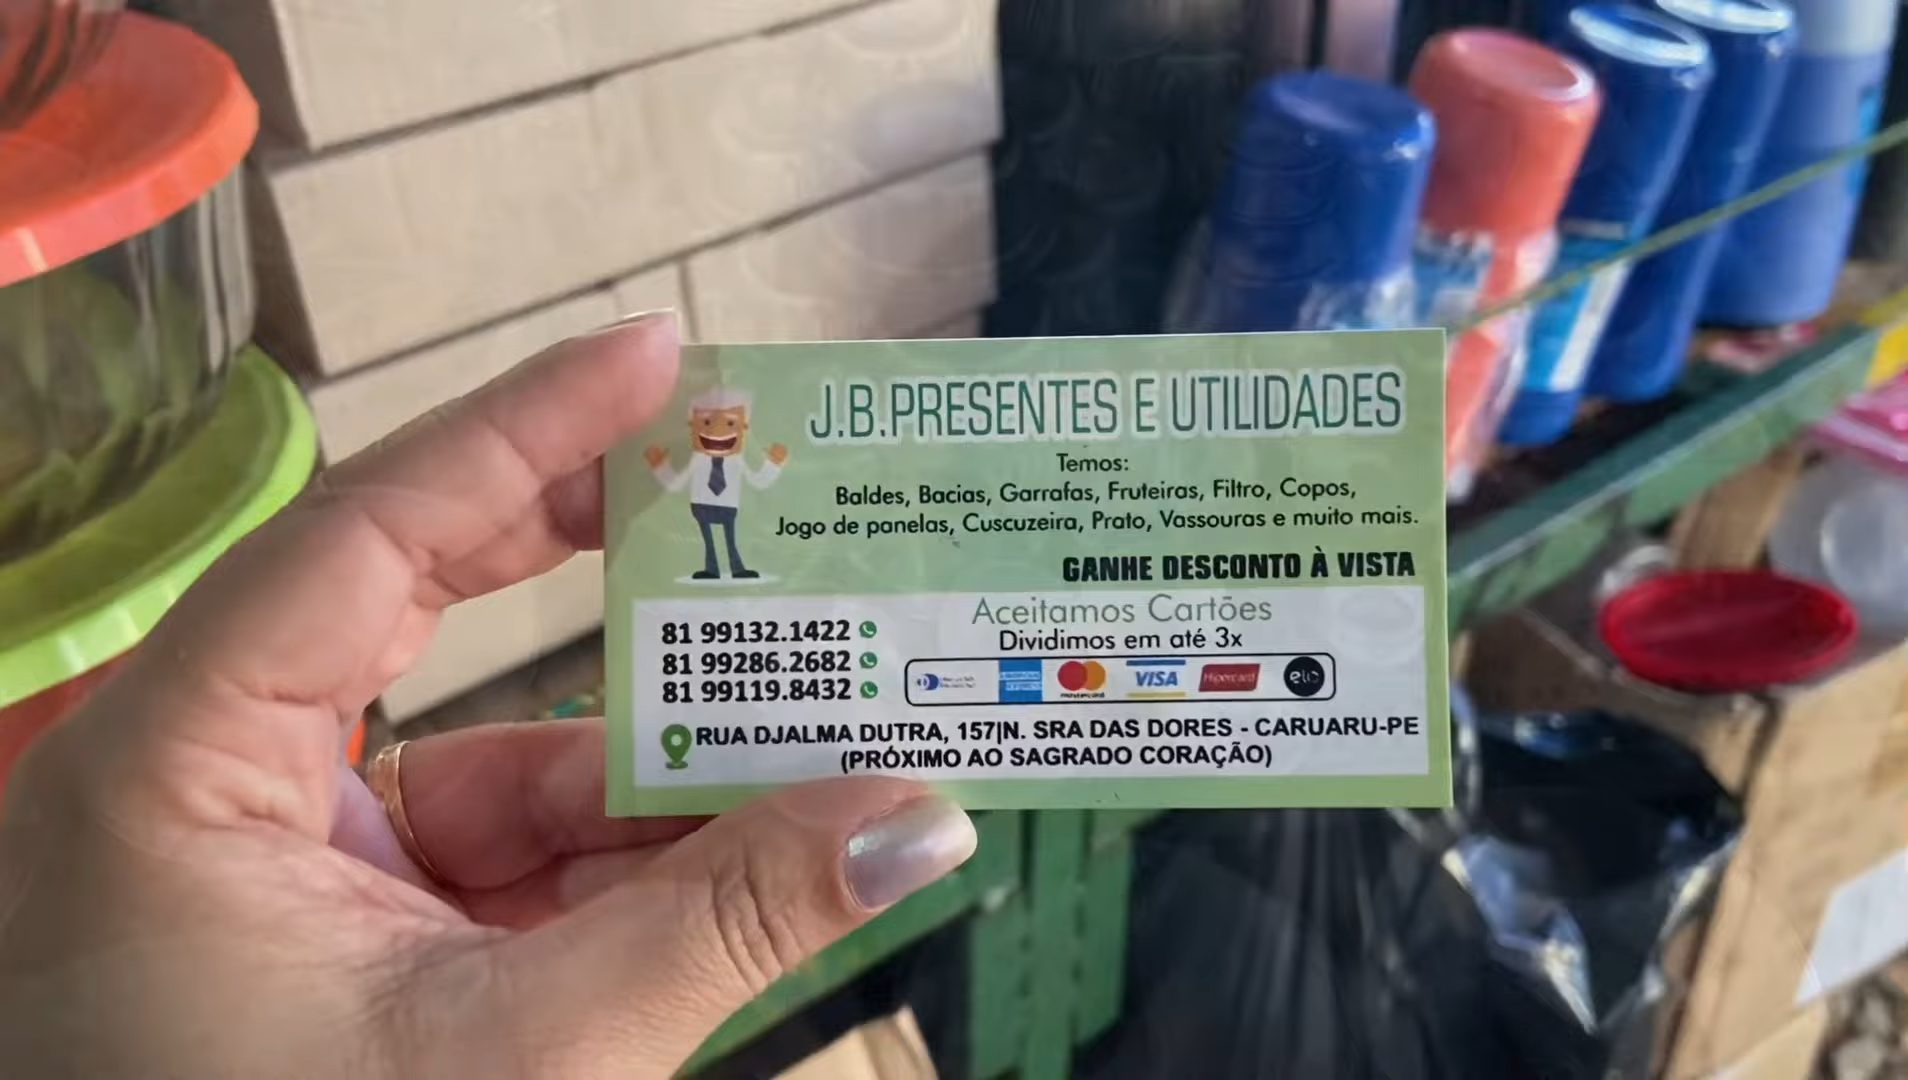 J.B.PRESENTES E UTILIDADES
Temos:
Baldes, Bacias, Garrafas, Fruteiras, Filtro, Copos,
Jogo de panelas, Cuscuzeira, Prato, Vassouras e muito mais.
GANHE DESCONTO À VISTA
81 99132.1422
81 99286.2682
81 99119.8432
Aceitamos Cartões
Dividimos em até 3x
mastercard VISA Hipercard elo
RUA DJALMA DUTRA, 157|N. SRA DAS DORES - CARUARU-PE
(PRÓXIMO AO SAGRADO CORAÇÃO)